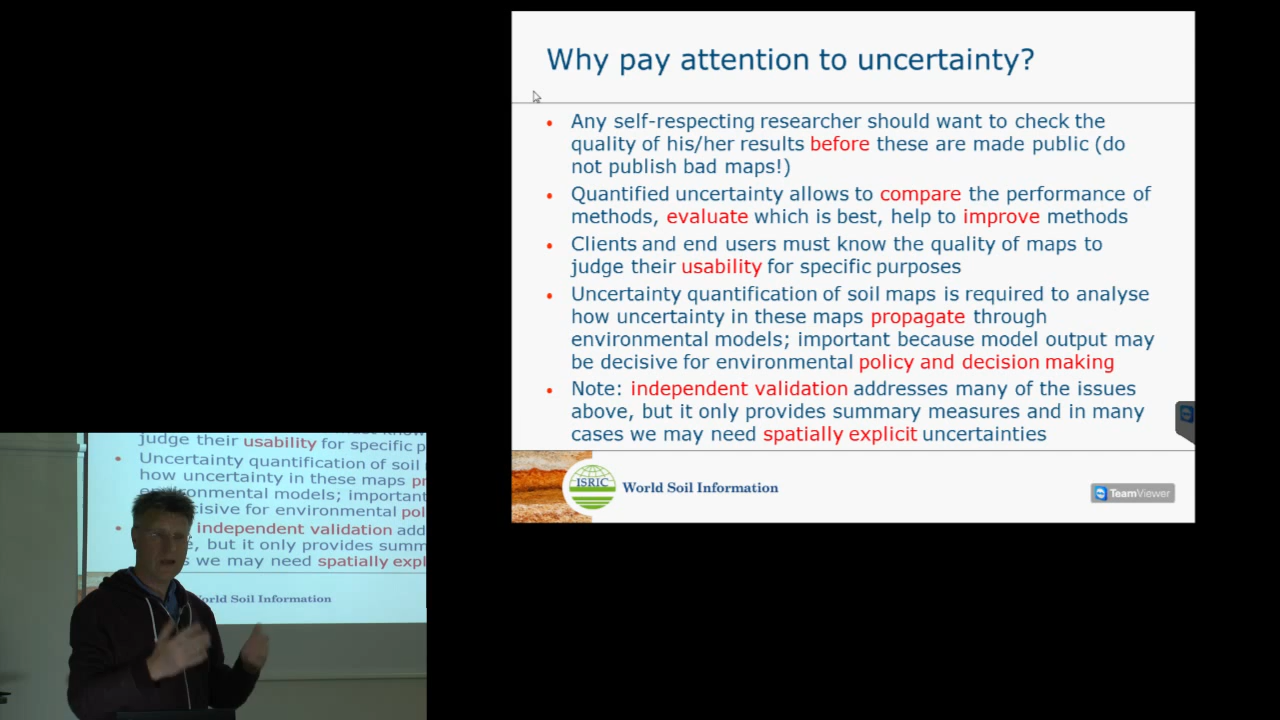 Why pay attention to uncertainty?
• Any self-respecting researcher should want to check the
quality of his/her results before these are made public (do
not publish bad maps!)
• Quantified uncertainty allows to compare the performance of
methods, evaluate which is best, help to improve methods
• Clients and end users must know the quality of maps to
judge their usability for specific purposes
• Uncertainty quantification of soil maps is required to analyse
how uncertainty in these maps propagate through
environmental models; important because model output may
be decisive for environmental policy and decision making
• Note: independent validation addresses many of the issues
above, but it only provides summary measures and in many
cases we may need spatially explicit uncertainties
ISRIC World Soil Information
TeamViewer
judge their usability for specific p
• Uncertainty quantification of soil
how uncertainty in these maps pr
environmental models; important
cisive for environmental pol
• independent validation add
, but it only provides summ
s we may need spatially expl
World Soil Information